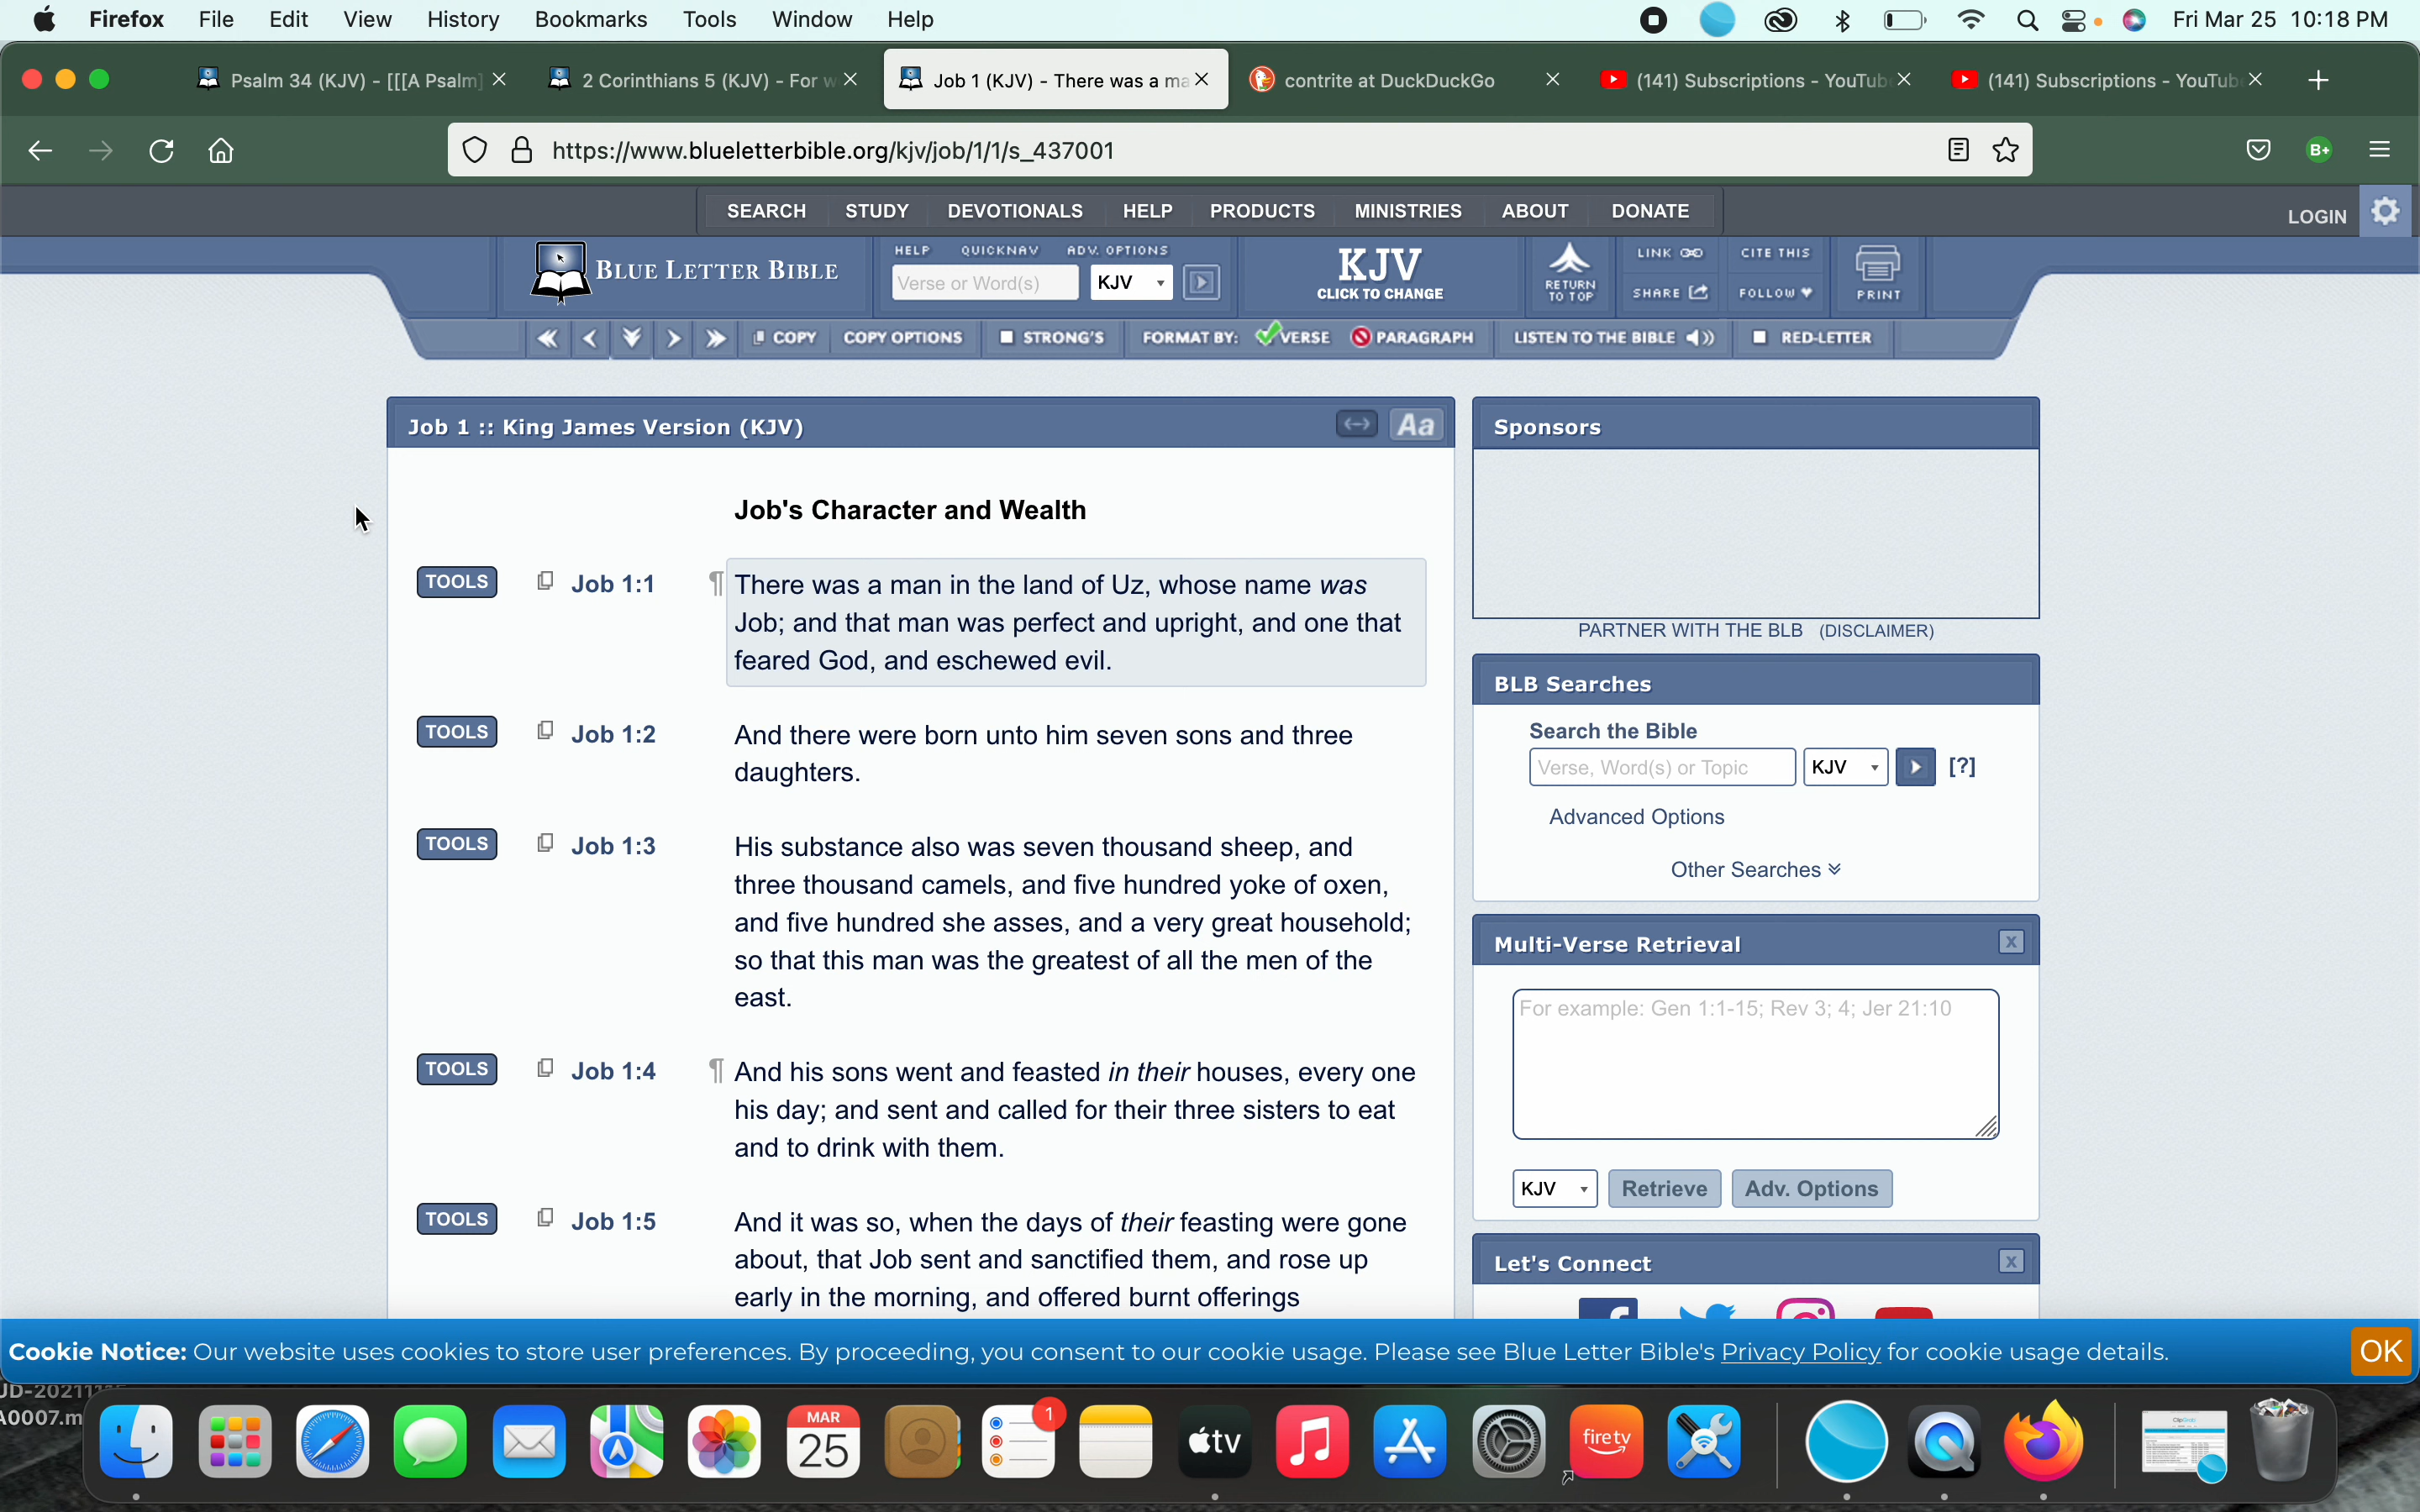 Firefox File Edit View History Bookmarks Tools Window Help Fri Mar 25 10:18 PM
Psalm 34 (KJV) - [[[A Psalm] 2 Corinthians 5 (KJV) - For w Job 1 (KJV) - There was a ma contrite at DuckDuckGo (141) Subscriptions - YouTub (141) Subscriptions - YouTub
https://www.blueletterbible.org/kjv/job/1/1/s_437001 B+
SEARCH STUDY DEVOTIONALS HELP PRODUCTS MINISTRIES ABOUT DONATE LOGIN
HELP QUICKNAV ADV. OPTIONS
BLUE LETTER BIBLE Verse or Word(s) KJV
KJV
CLICK TO CHANGE
RETURN
TO TOP
LINK CITE THIS
SHARE FOLLOW PRINT
COPY COPY OPTIONS STRONG'S FORMAT BY: VERSE PARAGRAPH LISTEN TO THE BIBLE RED-LETTER
Job 1 :: King James Version (KJV) Aa
Job's Character and Wealth
TOOLS Job 1:1 ¶ There was a man in the land of Uz, whose name was
Job; and that man was perfect and upright, and one that
feared God, and eschewed evil.
TOOLS Job 1:2 And there were born unto him seven sons and three
daughters.
TOOLS Job 1:3 His substance also was seven thousand sheep, and
three thousand camels, and five hundred yoke of oxen,
and five hundred she asses, and a very great household;
so that this man was the greatest of all the men of the
east.
TOOLS Job 1:4 ¶ And his sons went and feasted in their houses, every one
his day; and sent and called for their three sisters to eat
and to drink with them.
TOOLS Job 1:5 And it was so, when the days of their feasting were gone
about, that Job sent and sanctified them, and rose up
early in the morning, and offered burnt offerings
Sponsors
PARTNER WITH THE BLB (DISCLAIMER)
BLB Searches
Search the Bible
Verse, Word(s) or Topic KJV [?]
Advanced Options
Other Searches
Multi-Verse Retrieval x
For example: Gen 1:1-15; Rev 3; 4; Jer 21:10
KJV Retrieve Adv. Options
Let's Connect x
Cookie Notice: Our website uses cookies to store user preferences. By proceeding, you consent to our cookie usage. Please see Blue Letter Bible's Privacy Policy for cookie usage details. OK
A0007.m
MAR
25
1
tv
fire tv